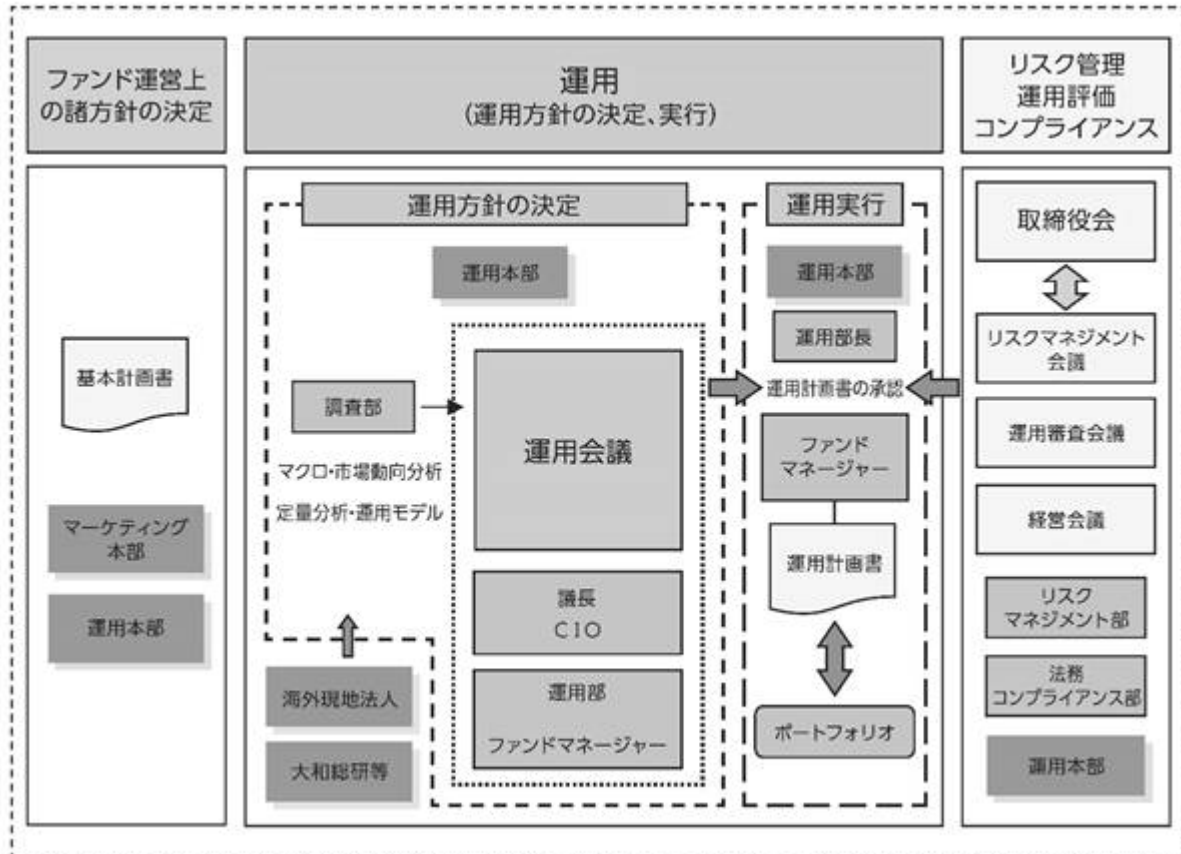 ファンド運営上
の諸方針の決定
運用
(運用方針の決定、実行)
リスク管理
運用評価
コンプライアンス
基本計画書
マーケティング
本部
運用本部
運用方針の決定
運用本部
調査部
マクロ・市場動向分析
定量分析・運用モデル
運用会議
議長
CIO
運用部
ファンドマネージャー
海外現地法人
大和総研等
運用実行
運用本部
運用部長
運用計画書の承認
ファンド
マネージャー
運用計画書
ポートフォリオ
取締役会
リスクマネジメント
会議
運用審査会議
経営会議
リスク
マネジメント部
法務
コンプライアンス部
運用本部